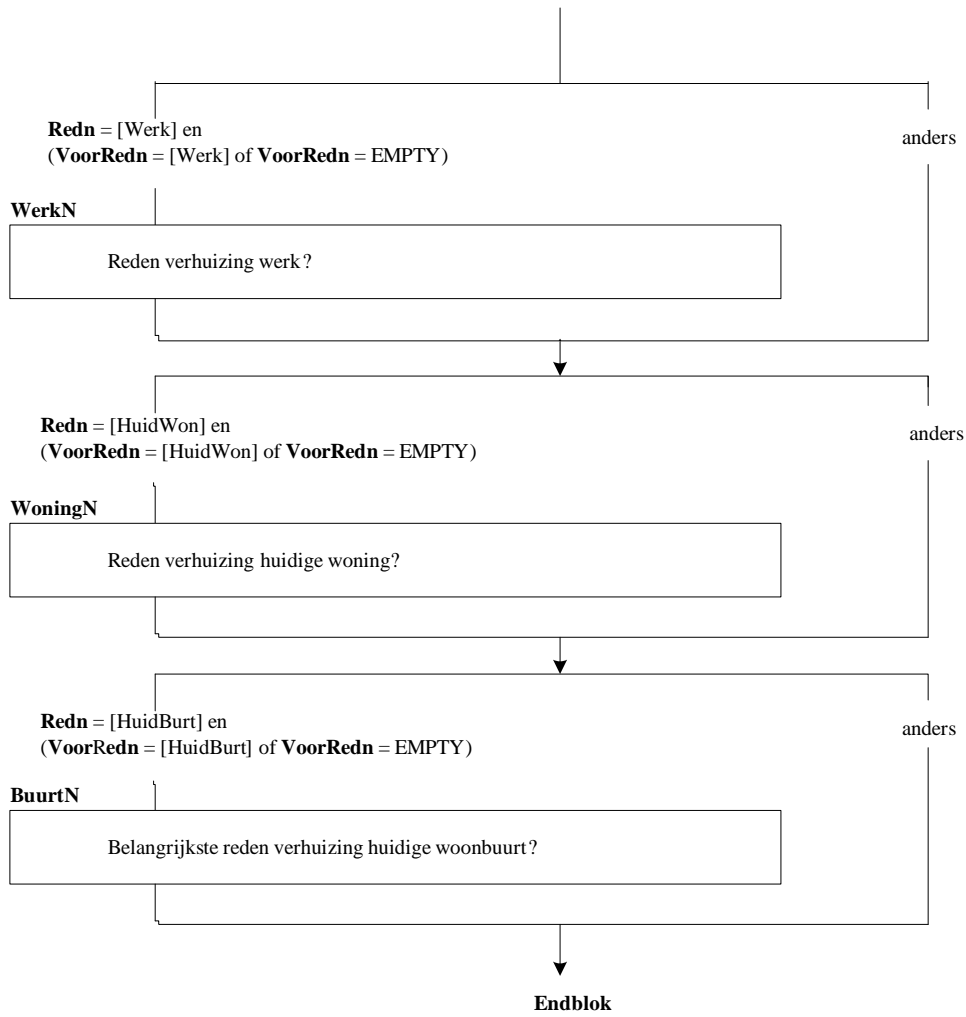 Redn = [Werk] en
(VoorRedn = [Werk] of VoorRedn = EMPTY)
anders
WerkN
Reden verhuizing werk?
Redn = [HuidWon] en
(VoorRedn = [HuidWon] of VoorRedn = EMPTY)
anders
WoningN
Reden verhuizing huidige woning?
Redn = [HuidBurt] en
(VoorRedn = [HuidBurt] of VoorRedn = EMPTY)
anders
BuurtN
Belangrijkste reden verhuizing huidige woonbuurt?
Endblok